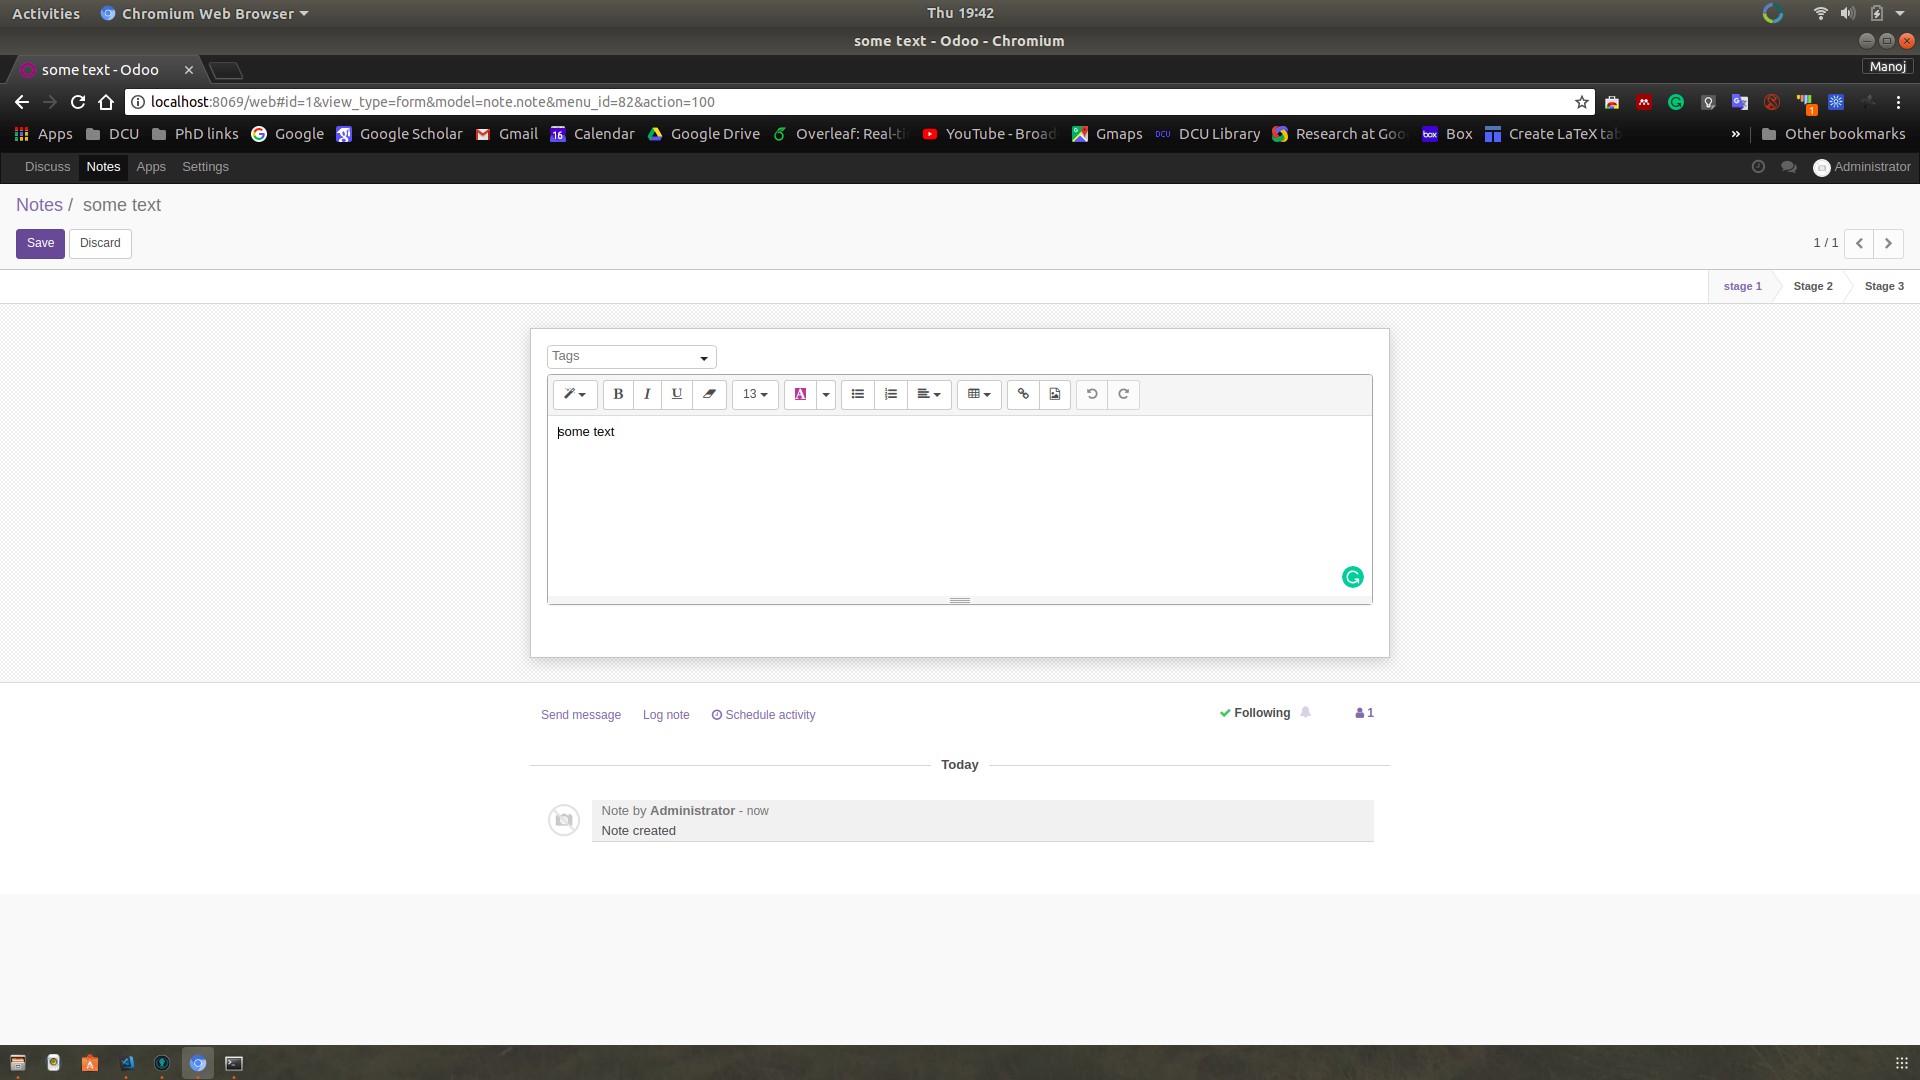 Activities Chromium Web Browser Thu 19:42
some text - Odoo - Chromium
some text - Odoo Manoj
localhost:8069/web#id=1&view_type=form&model=note.note&menu_id=82&action=100
Apps DCU PhD links Google Google Scholar Gmail 16 Calendar Google Drive Overleaf: Real-ti YouTube - Broad Gmaps DCU DCU Library Research at Goo box Box Create LaTeX tab » Other bookmarks
Discuss Notes Apps Settings Administrator
Notes / some text
Save Discard 1 / 1
stage 1 Stage 2 Stage 3
Tags
B I U 13 A
some text
Send message Log note Schedule activity Following 1
Today
Note by Administrator - now
Note created